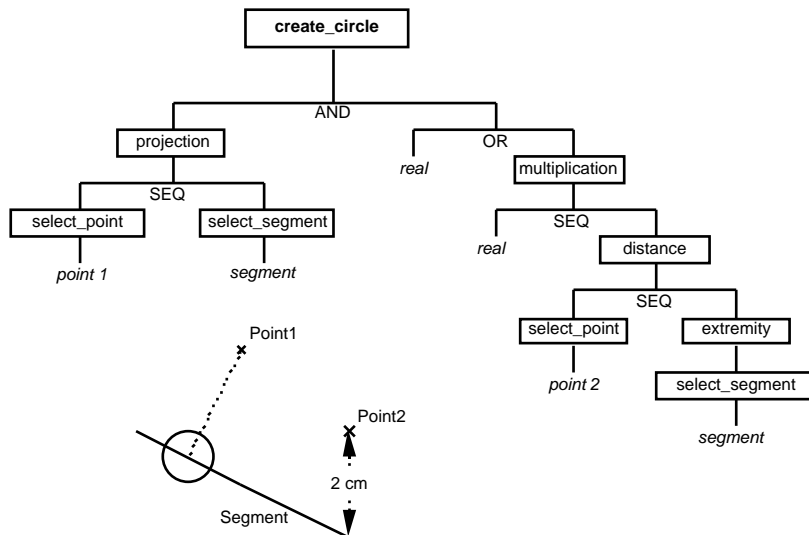 create_circle
AND
projection
OR
real
multiplication
SEQ
select_point
select_segment
real
SEQ
distance
point 1
segment
SEQ
select_point
extremity
Point1
point 2
select_segment
Point2
segment
2 cm
Segment